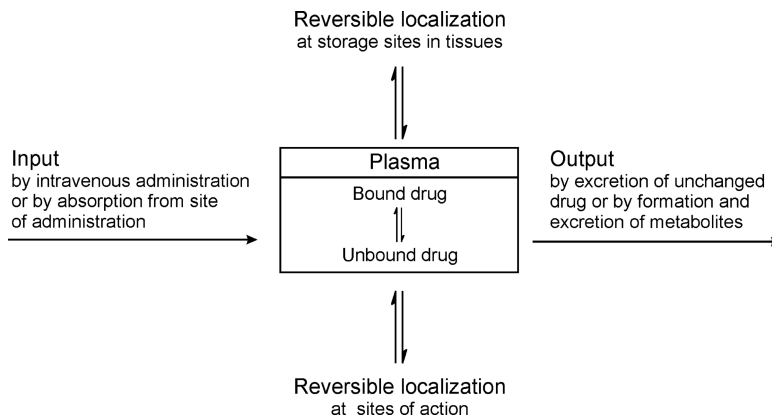 Reversible localization
at storage sites in tissues
Input
by intravenous administration
or by absorption from site
of administration
Plasma
Bound drug
Unbound drug
Output
by excretion of unchanged
drug or by formation and
excretion of metabolites
Reversible localization
at sites of action